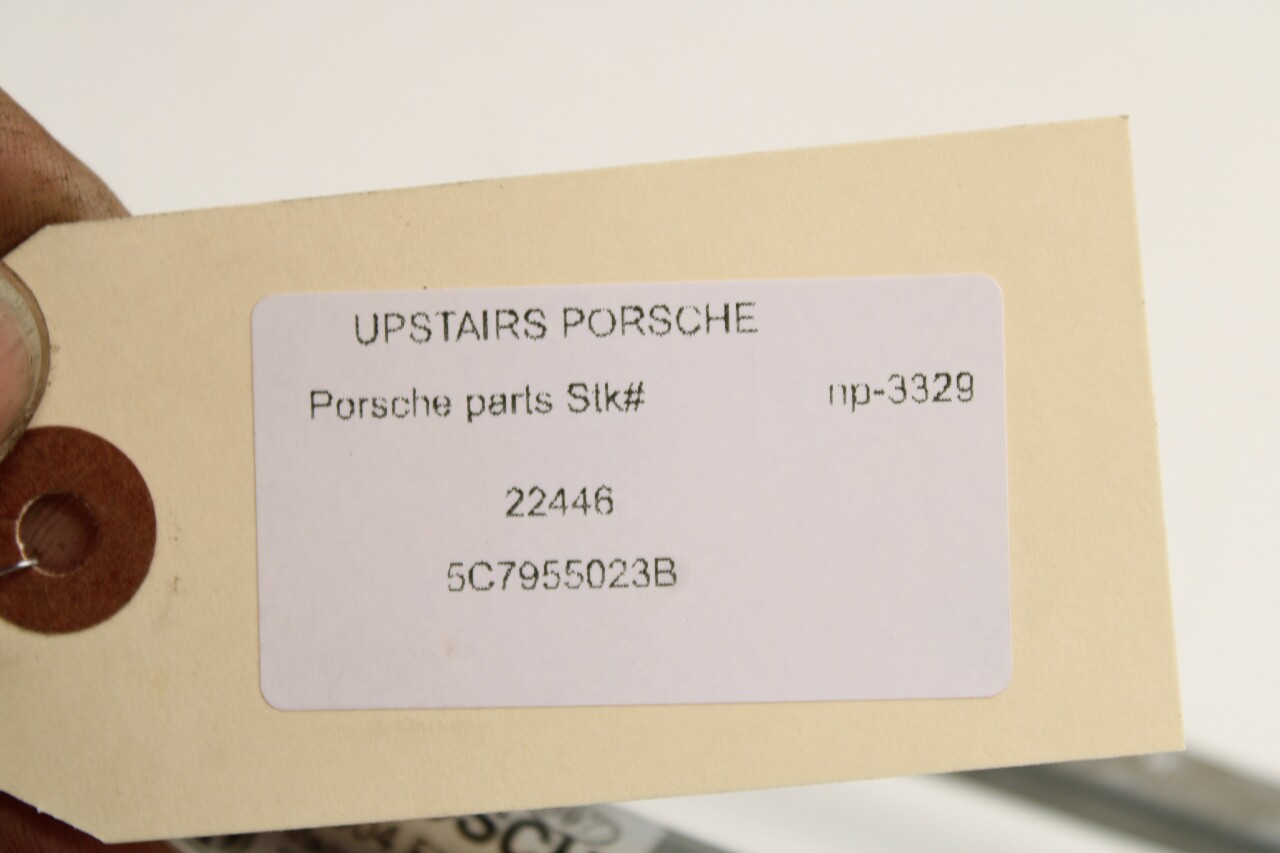 UPSTAIRS PORSCHE
Porsche parts Stk# np-3329
22446
5C7955023B